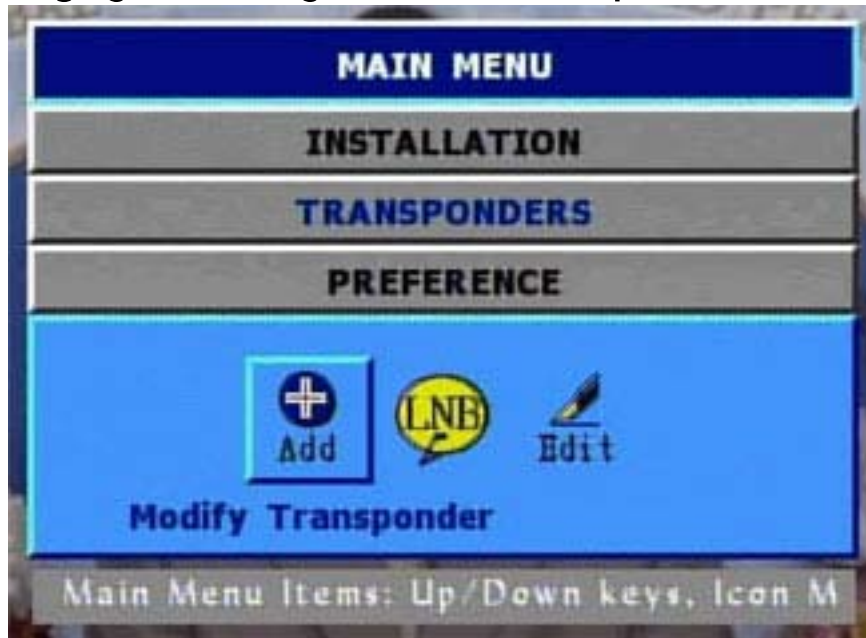 MAIN MENU
INSTALLATION
TRANSPONDERS
PREFERENCE
LNB
Add
Edit
Modify Transponder
Main Menu Items: Up/Down keys, Icon M